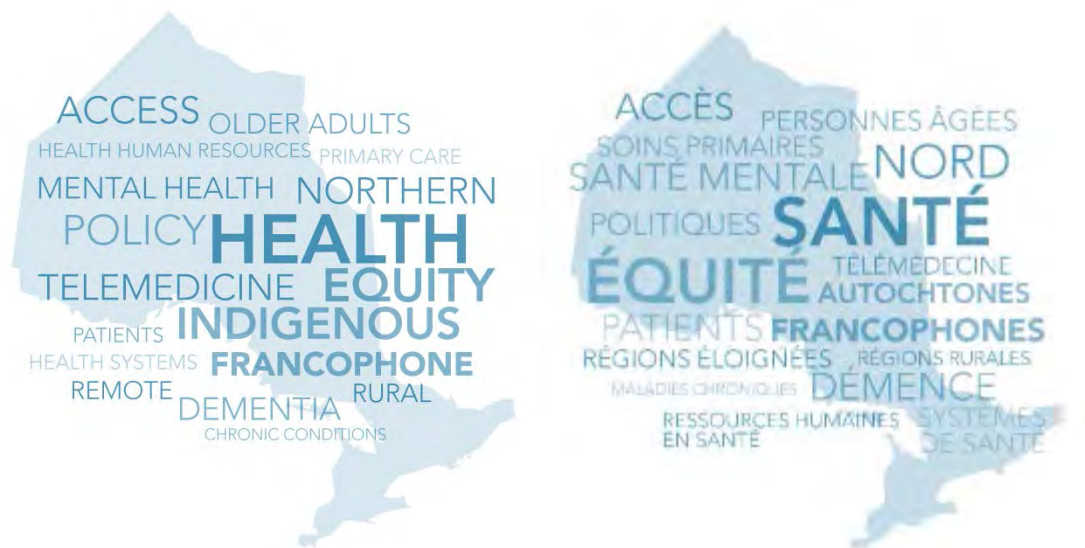 ACCESS
OLDER ADULTS
HEALTH HUMAN RESOURCES
PRIMARY CARE
MENTAL HEALTH
NORTHERN
POLICY
HEALTH
TELEMEDICINE
EQUITY
PATIENTS
INDIGENOUS
HEALTH SYSTEMS
FRANCOPHONE
REMOTE
DEMENTIA
RURAL
CHRONIC CONDITIONS
ACCÈS
PERSONNES ÂGÉES
SOINS PRIMAIRES
SANTÉ MENTALE
NORD
POLITIQUES
SANTÉ
ÉQUITÉ
TÉLÉMÉDECINE
AUTOCHTONES
PATIENTS
FRANCOPHONES
RÉGIONS ÉLOIGNÉES
RÉGIONS RURALES
MALADIES CHRONIQUES
DÉMENCE
RESSOURCES HUMAINES
EN SANTÉ
SYSTÈMES
DE SANTÉ